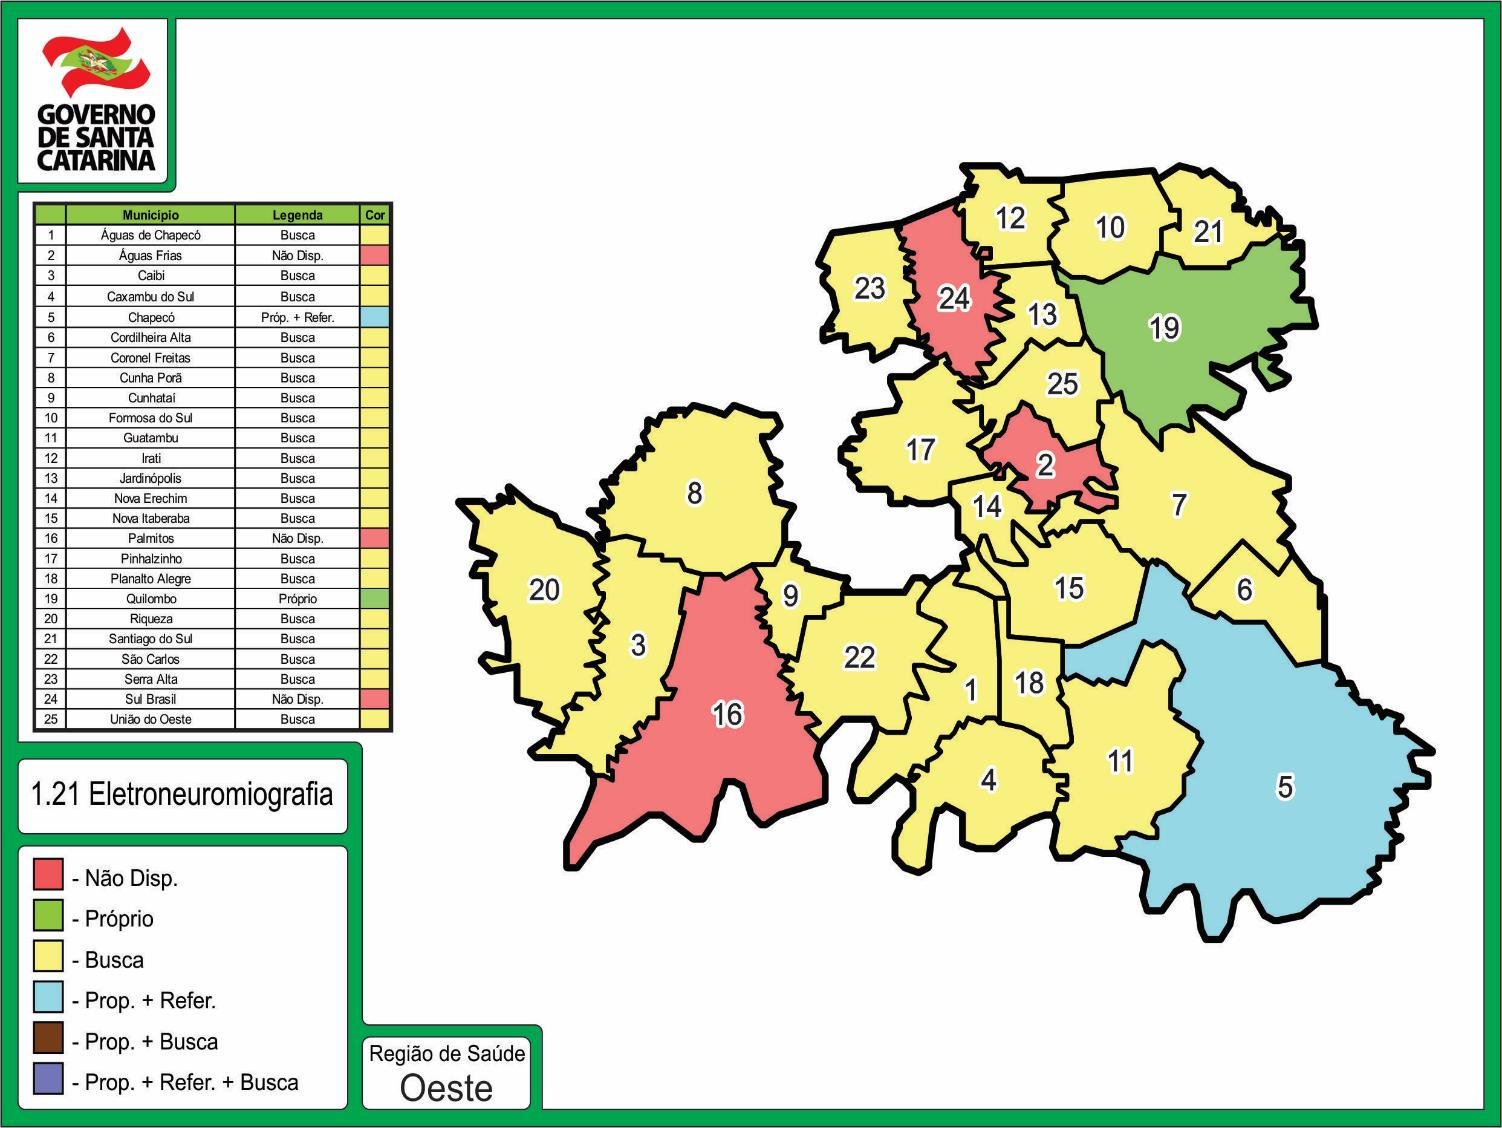 GOVERNO
DE SANTA
CATARINA
Município Legenda Cor
1 Águas de Chapecó Busca
2 Águas Frias Não Disp.
3 Caibi Busca
4 Caxambu do Sul Busca
5 Chapecó Próp. + Refer.
6 Cordilheira Alta Busca
7 Coronel Freitas Busca
8 Cunha Porã Busca
9 Cunhataí Busca
10 Formosa do Sul Busca
11 Guatambu Busca
12 Irati Busca
13 Jardinópolis Busca
14 Nova Erechim Busca
15 Nova Itaberaba Busca
16 Palmitos Não Disp.
17 Pinhalzinho Busca
18 Planalto Alegre Busca
19 Quilombo Próprio
20 Riqueza Busca
21 Santiago do Sul Busca
22 São Carlos Busca
23 Serra Alta Busca
24 Sul Brasil Não Disp.
25 União do Oeste Busca
1.21 Eletroneuromiografia
- Não Disp.
- Próprio
- Busca
- Prop. + Refer.
- Prop. + Busca
- Prop. + Refer. + Busca
Região de Saúde
Oeste
12
10
21
23
24
13
19
25
17
2
8
14
7
20
9
15
6
3
22
1
18
16
11
4
5